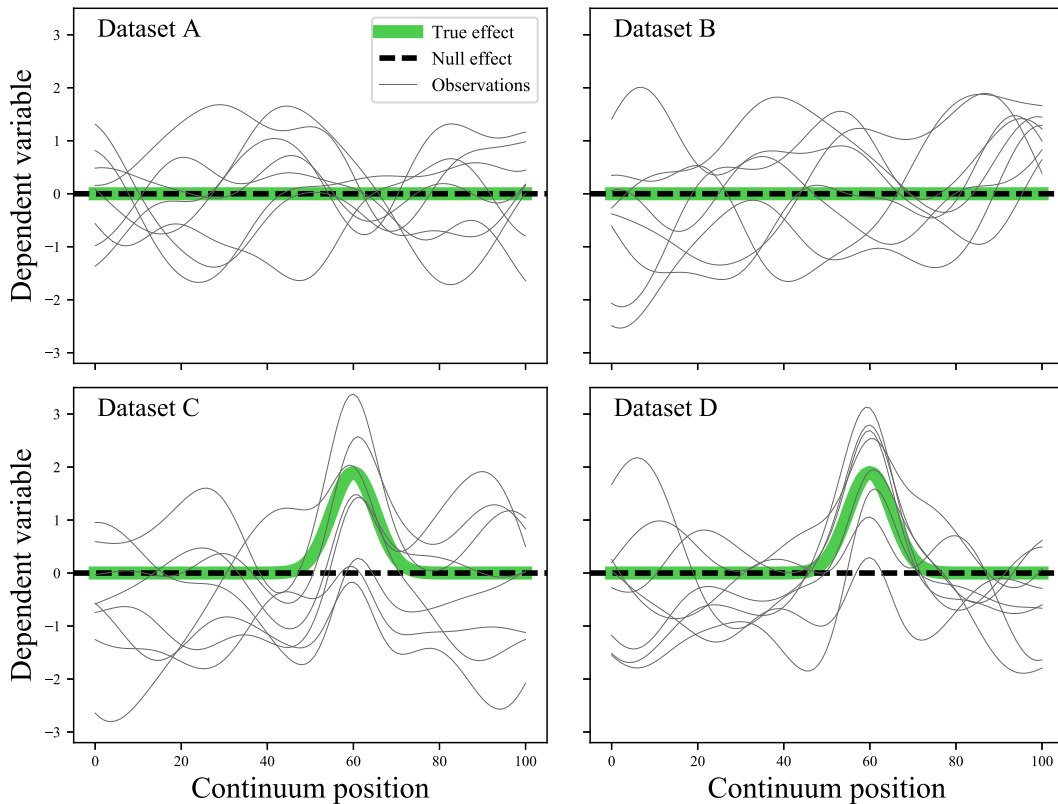 Dataset A
True effect
Null effect
Observations
3
2
1
0
−1
−2
−3
Dependent variable
Dataset B
Dataset C
3
2
1
0
−1
−2
−3
Dependent variable
0
20
40
60
80
100
Continuum position
Dataset D
0
20
40
60
80
100
Continuum position